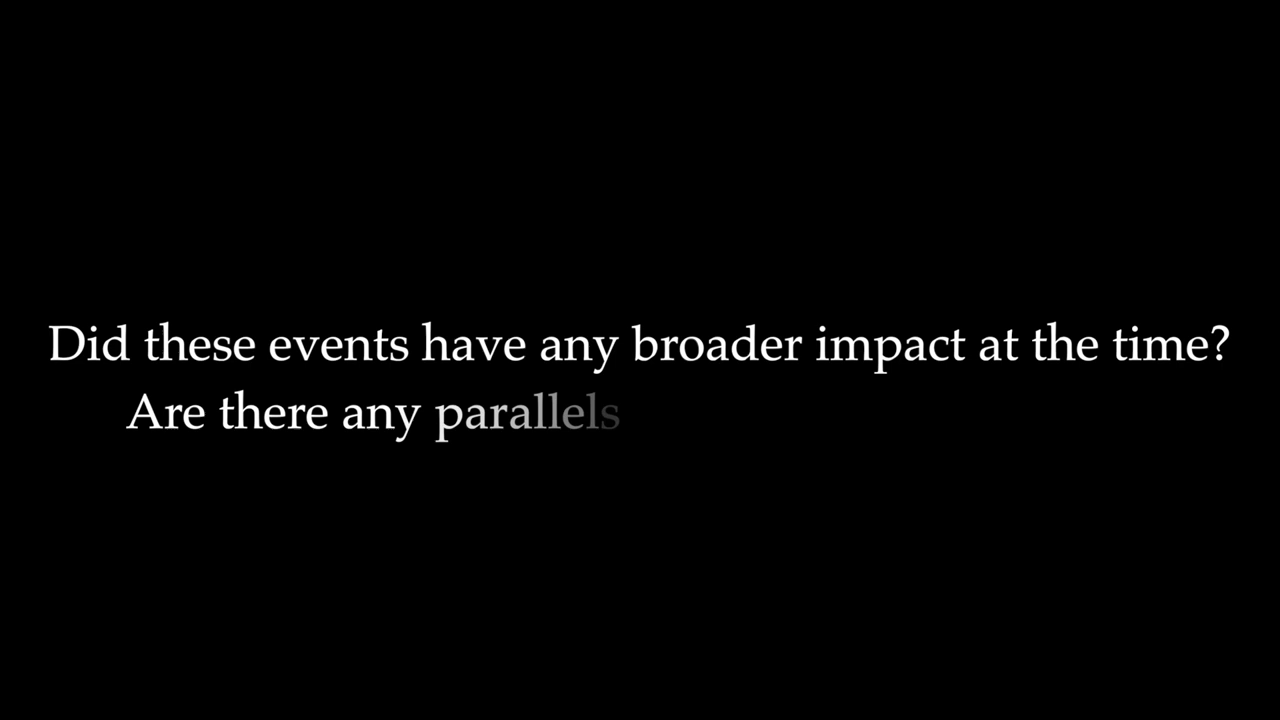 Did these events have any broader impact at the time?
Are there any parallels